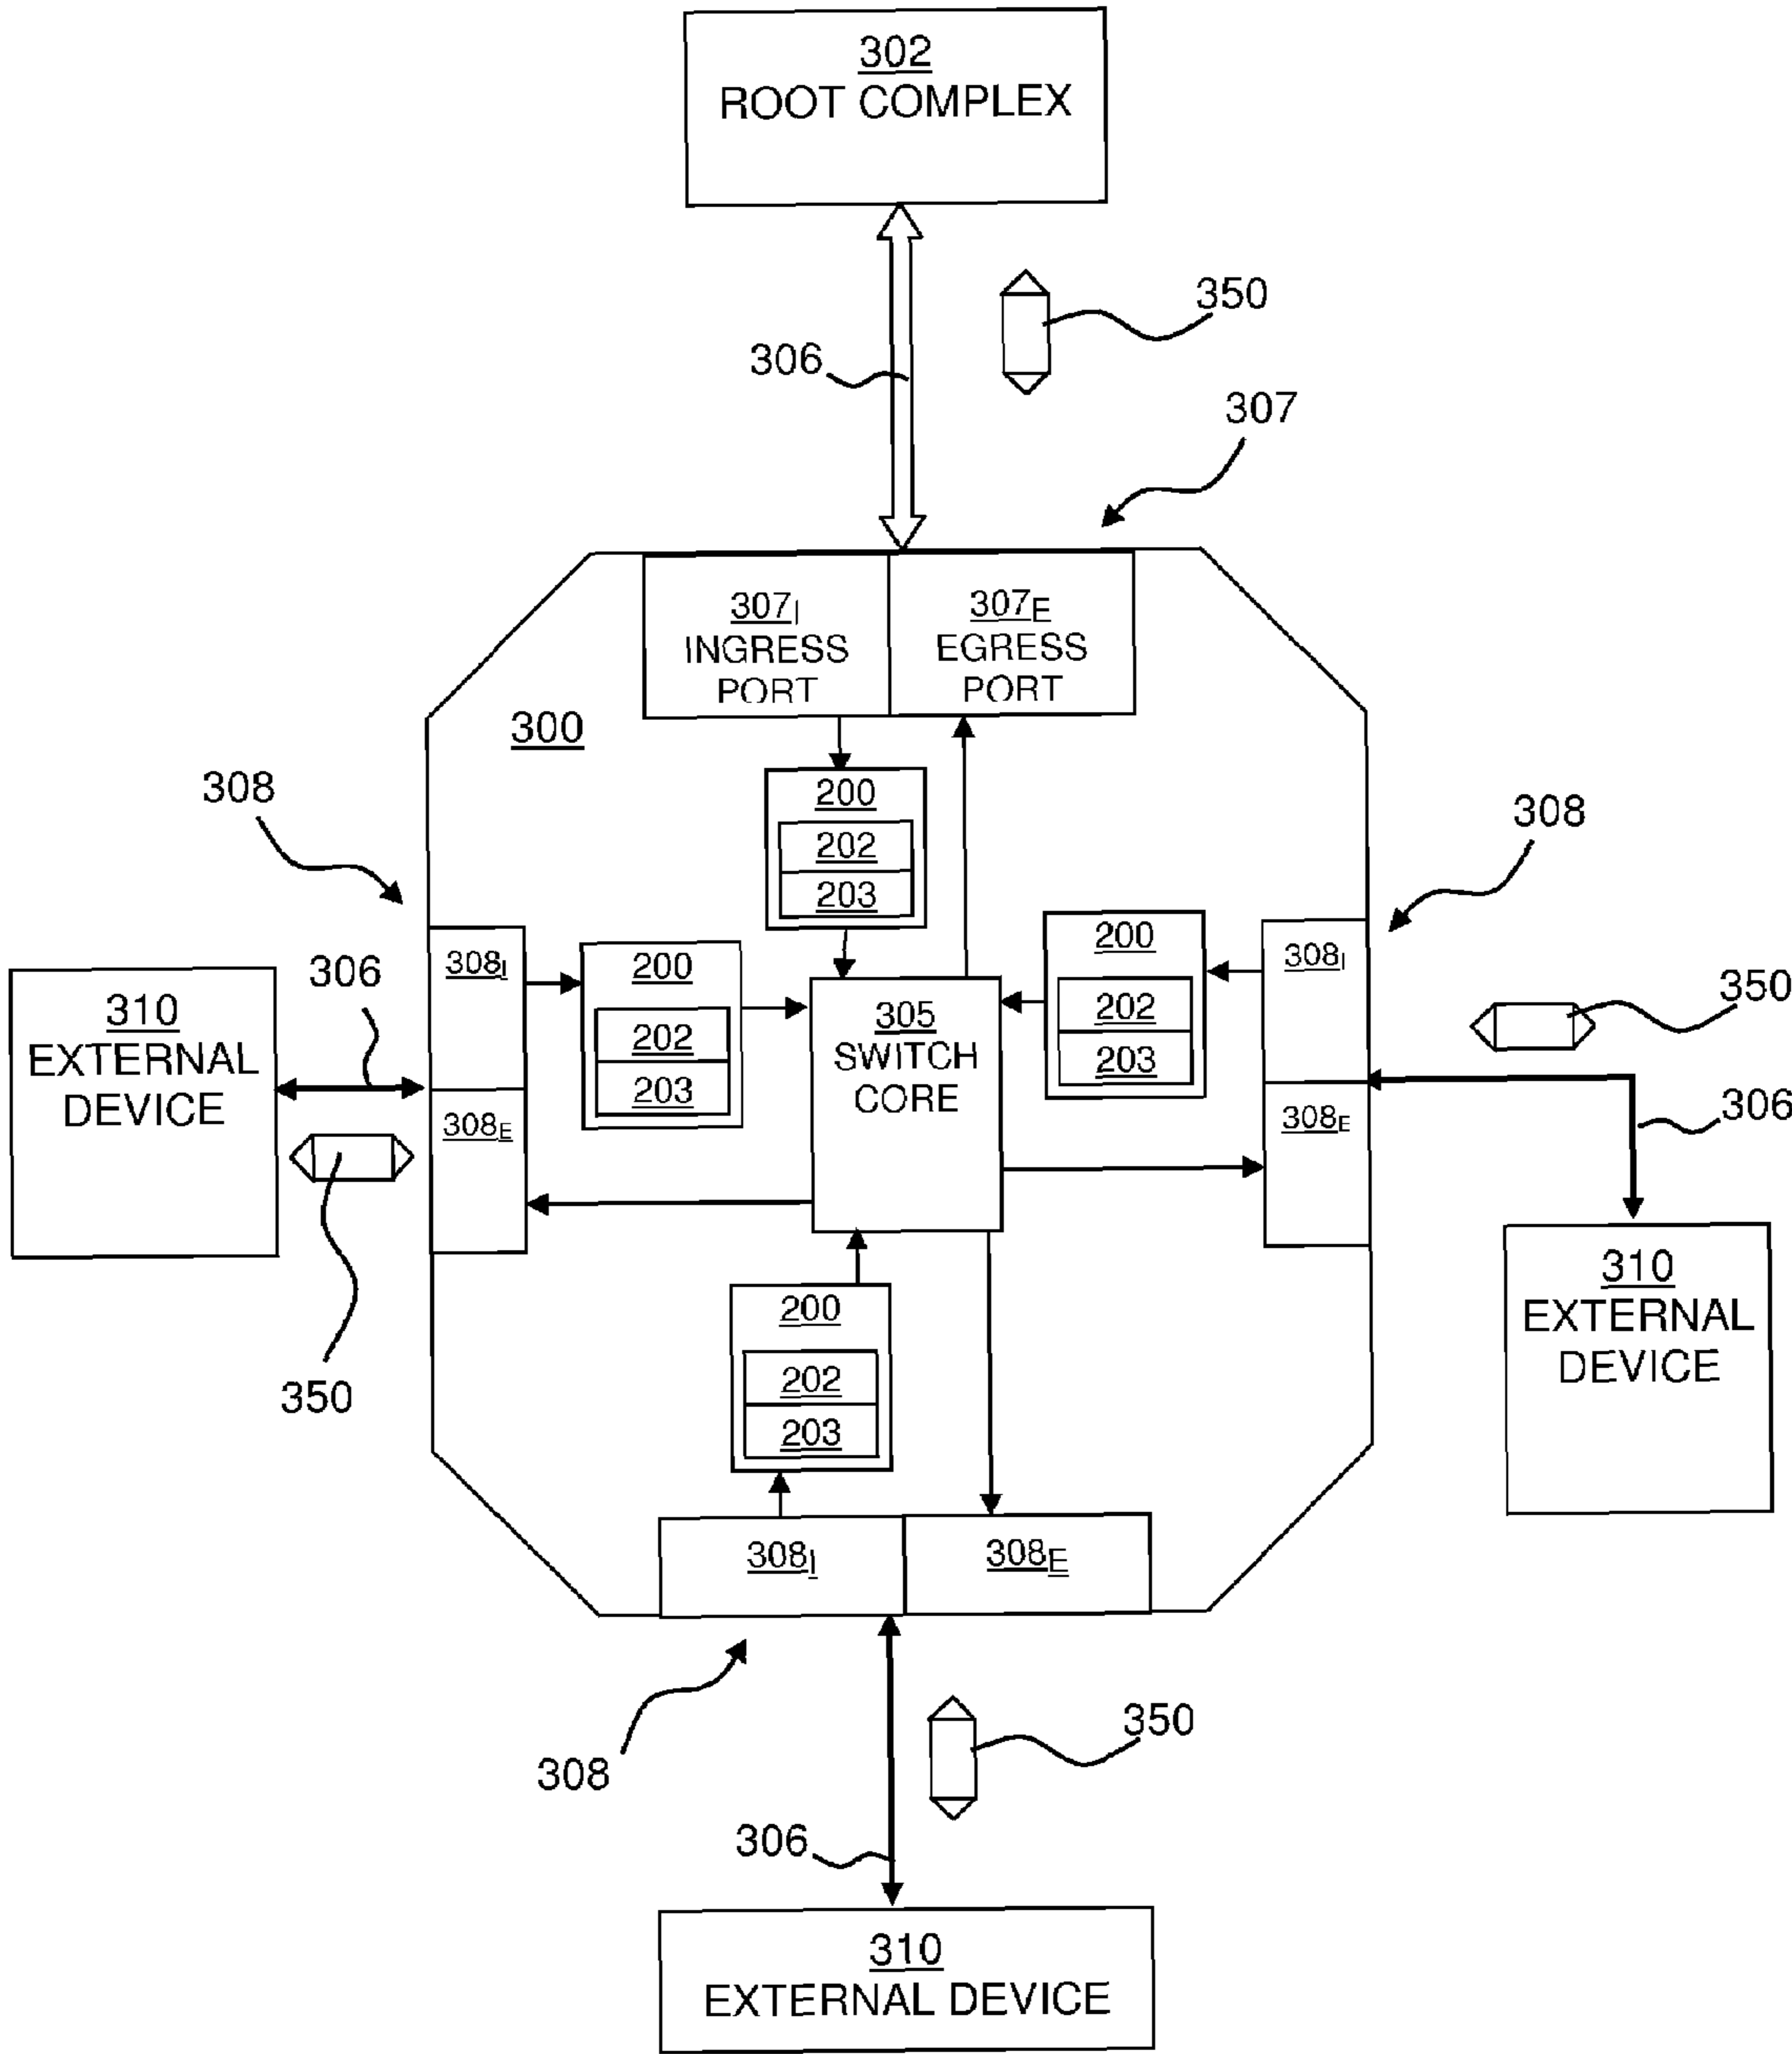 302
ROOT COMPLEX
350
306
307
307I
307E
INGRESS
PORT
EGRESS
PORT
300
200
202
203
308
308
308I
200
202
203
200
202
203
308I
306
310
EXTERNAL
DEVICE
305
SWITCH
CORE
350
308E
308E
306
350
200
202
203
310
EXTERNAL
DEVICE
308I
308E
308
350
306
310
EXTERNAL DEVICE